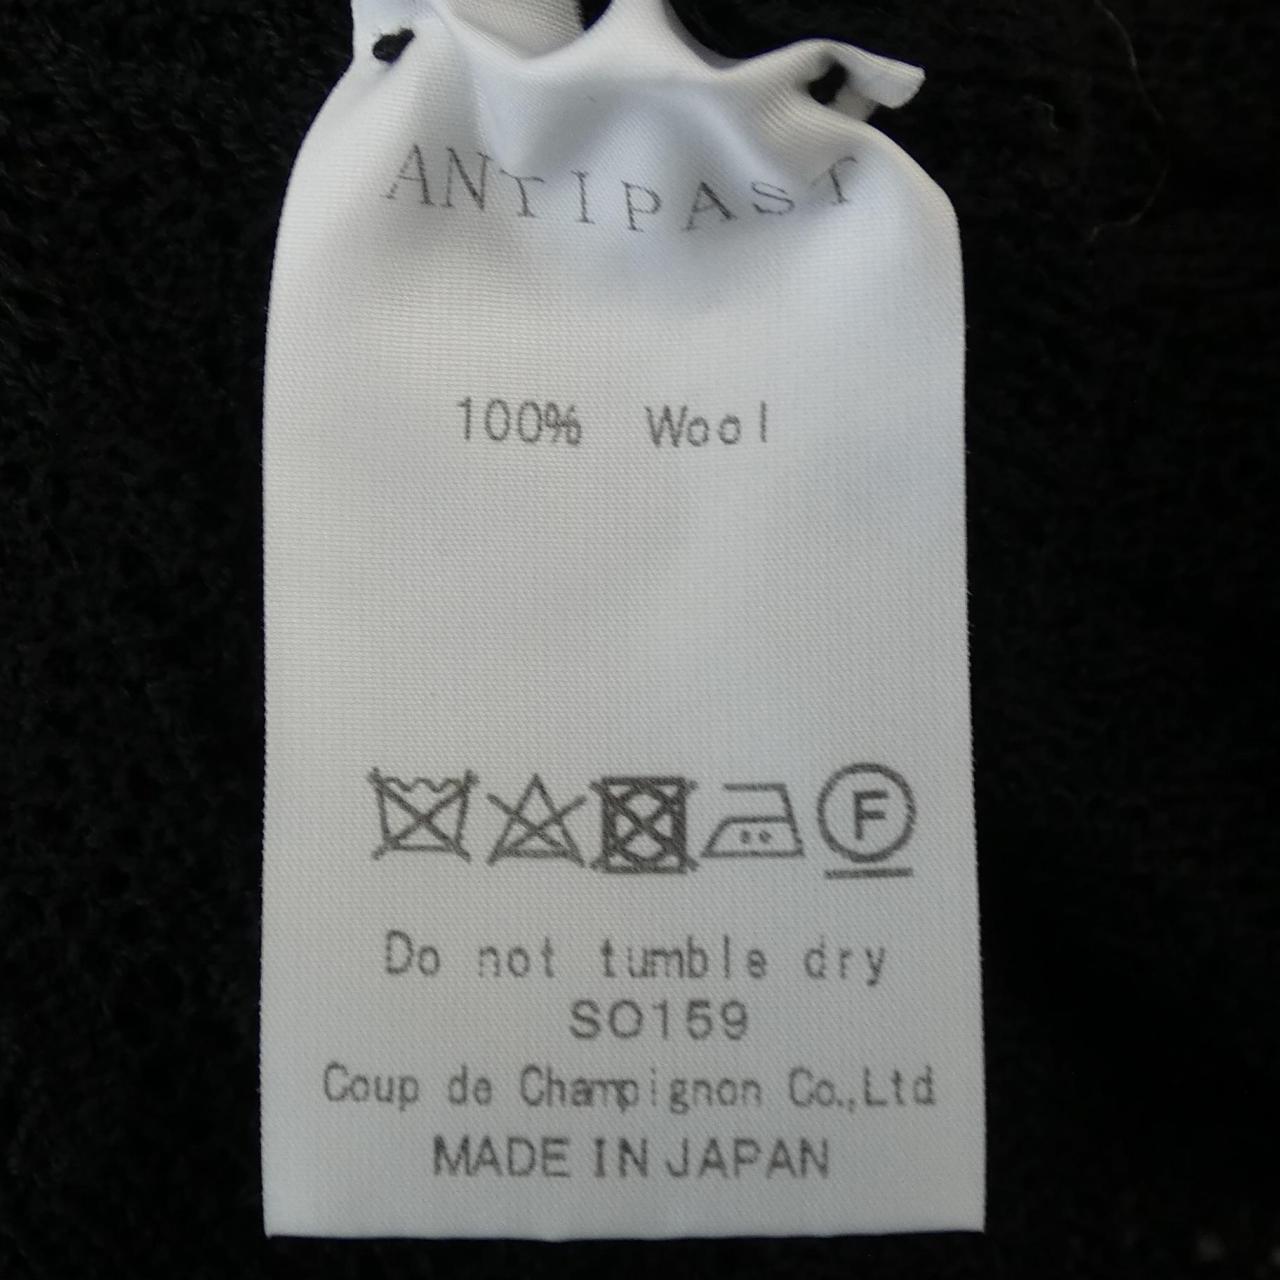 ANTIPAST
100% Wool
F
Do not tumble dry
SO159
Coup de Champignon Co.,Ltd
MADE IN JAPAN